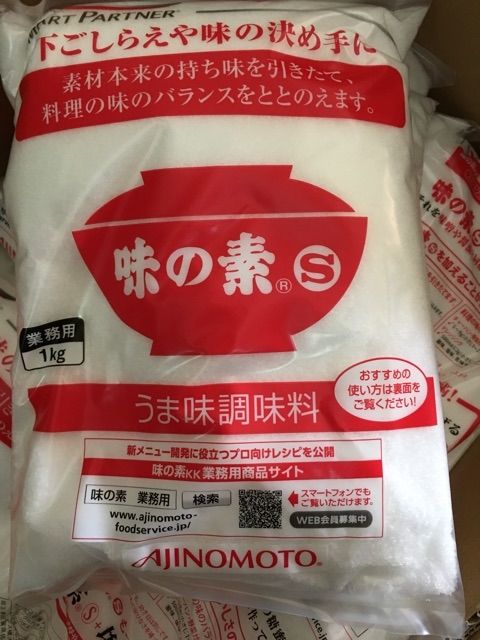 SMART PARTNER®
下ごしらえや味の決め手に
素材本来の持ち味を引きたて、
料理の味のバランスをととのえます。
味の素® S
業務用
1kg
おすすめの
使い方は裏面を
ご覧ください!
うま味調味料
新メニュー開発に役立つプロ向けレシピを公開
味の素KK業務用商品サイト
味の素 業務用 検索
www.ajinomoto-
foodservice.jp/
スマートフォンでも
ご覧いただけます。
WEB会員募集中
AJINOMOTO®
味の素